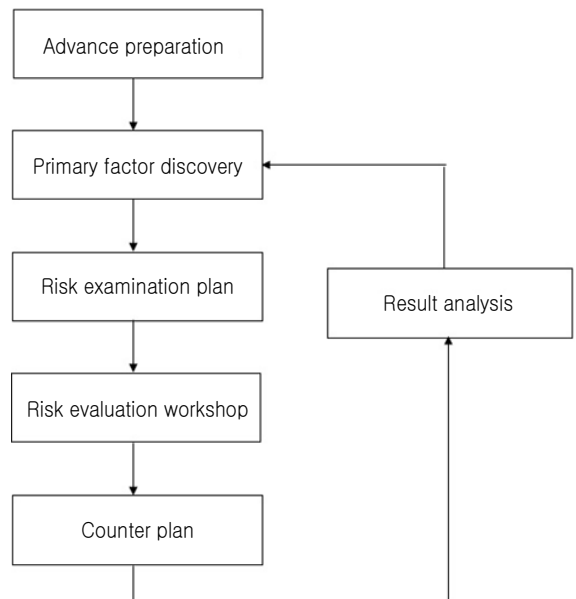 Advance preparation
Primary factor discovery
Risk examination plan
Result analysis
Risk evaluation workshop
Counter plan